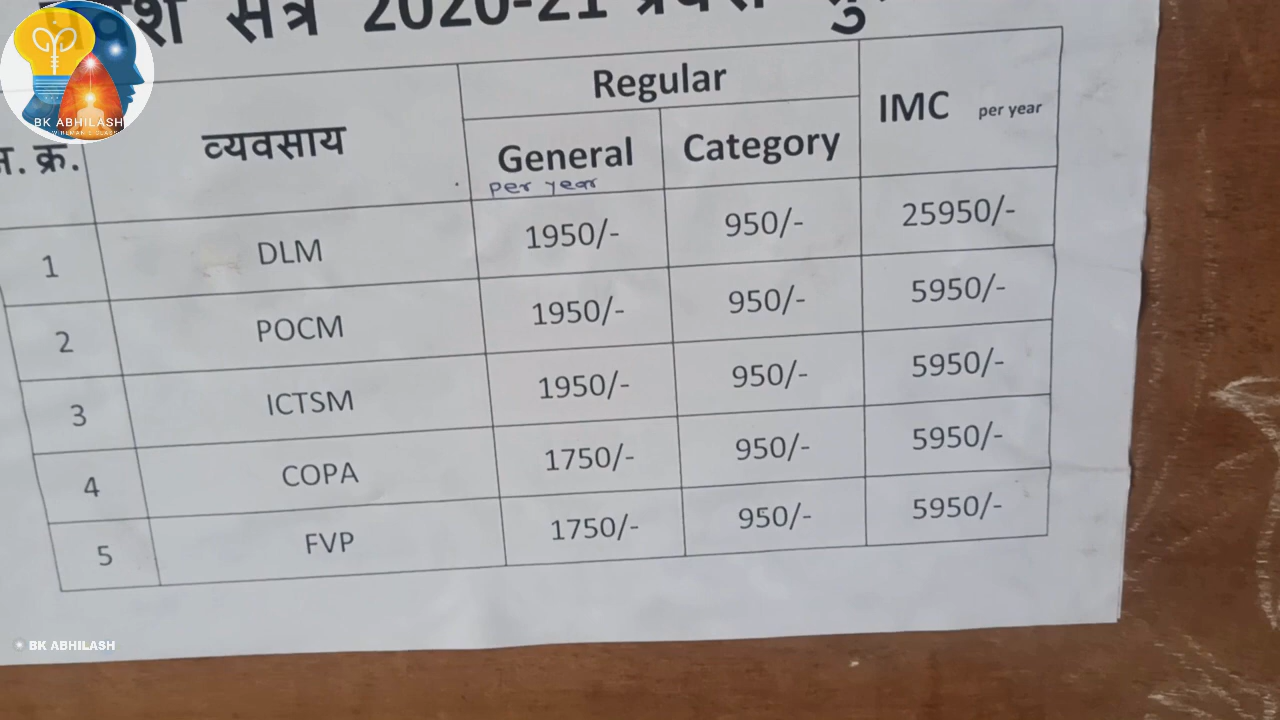 सत्र 2020-21
Regular
IMC per year
अ. क्र.
व्यवसाय
General
Category
per year
1 DLM 1950/- 950/- 25950/-
2 POCM 1950/- 950/- 5950/-
3 ICTSM 1950/- 950/- 5950/-
4 COPA 1750/- 950/- 5950/-
5 FVP 1750/- 950/- 5950/-
BK ABHILASH
BK ABHILASH